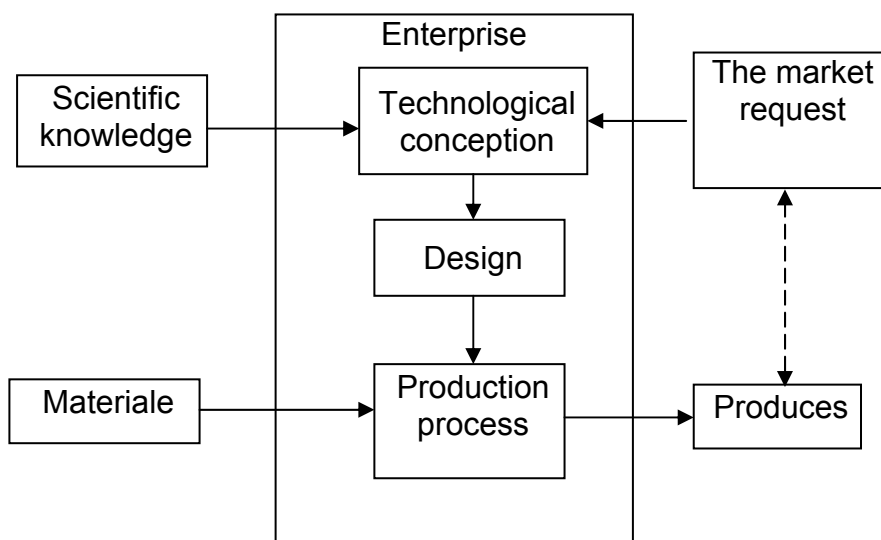 Enterprise
Scientific
knowledge
Technological
conception
The market
request
Design
Materiale
Production
process
Produces